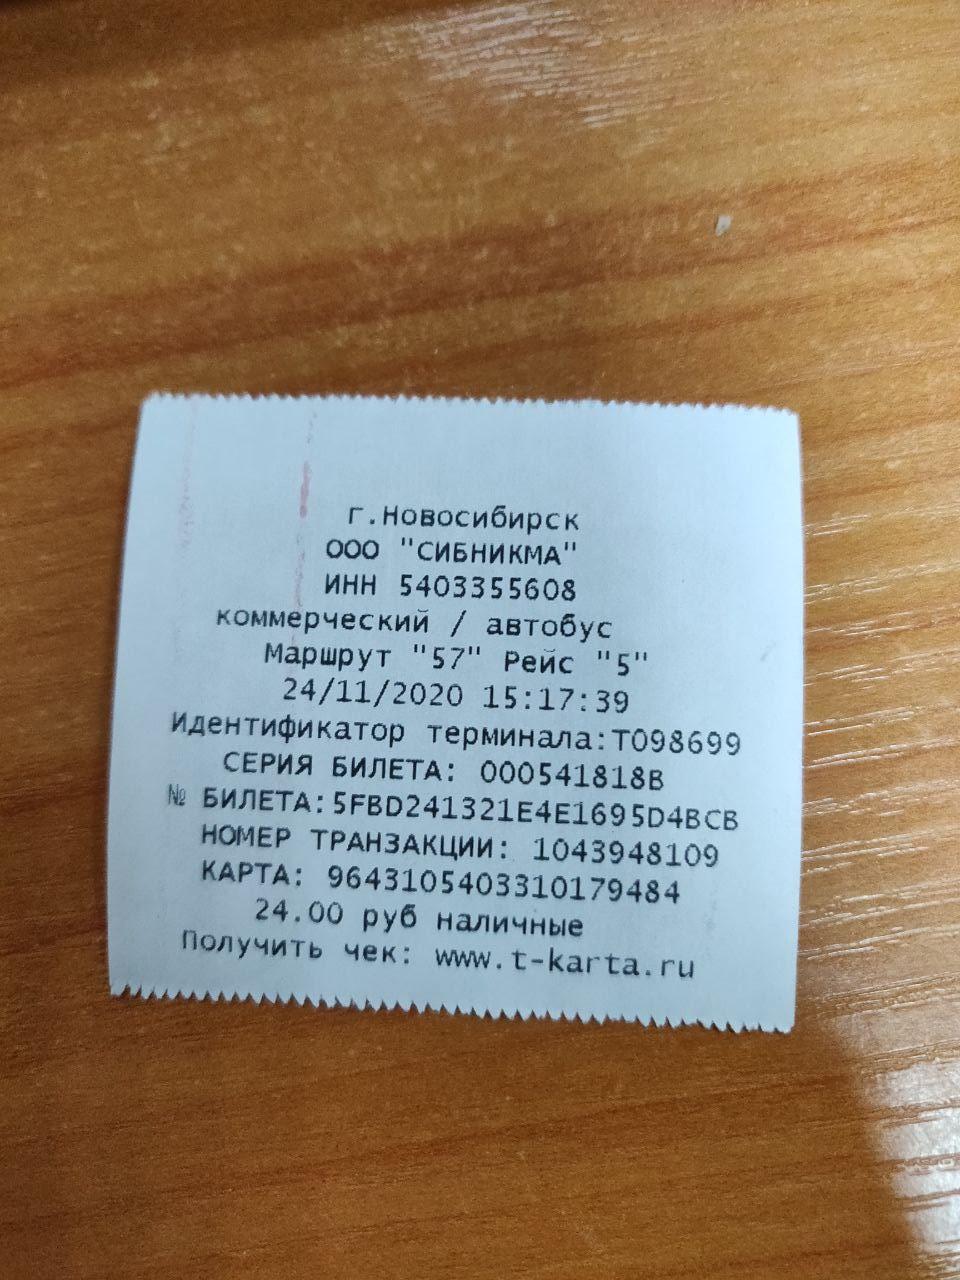 г.Новосибирск
ООО "СИБНИКМА"
ИНН 5403355608
коммерческий / автобус
Маршрут "57" Рейс "5"
24/11/2020 15:17:39
Идентификатор терминала:T098699
СЕРИЯ БИЛЕТА: 000541818B
№ БИЛЕТА:5FBD241321E4E1695D4BCB
НОМЕР ТРАНЗАКЦИИ: 1043948109
КАРТА: 9643105403310179484
24.00 руб наличные
Получить чек: www.t-karta.ru